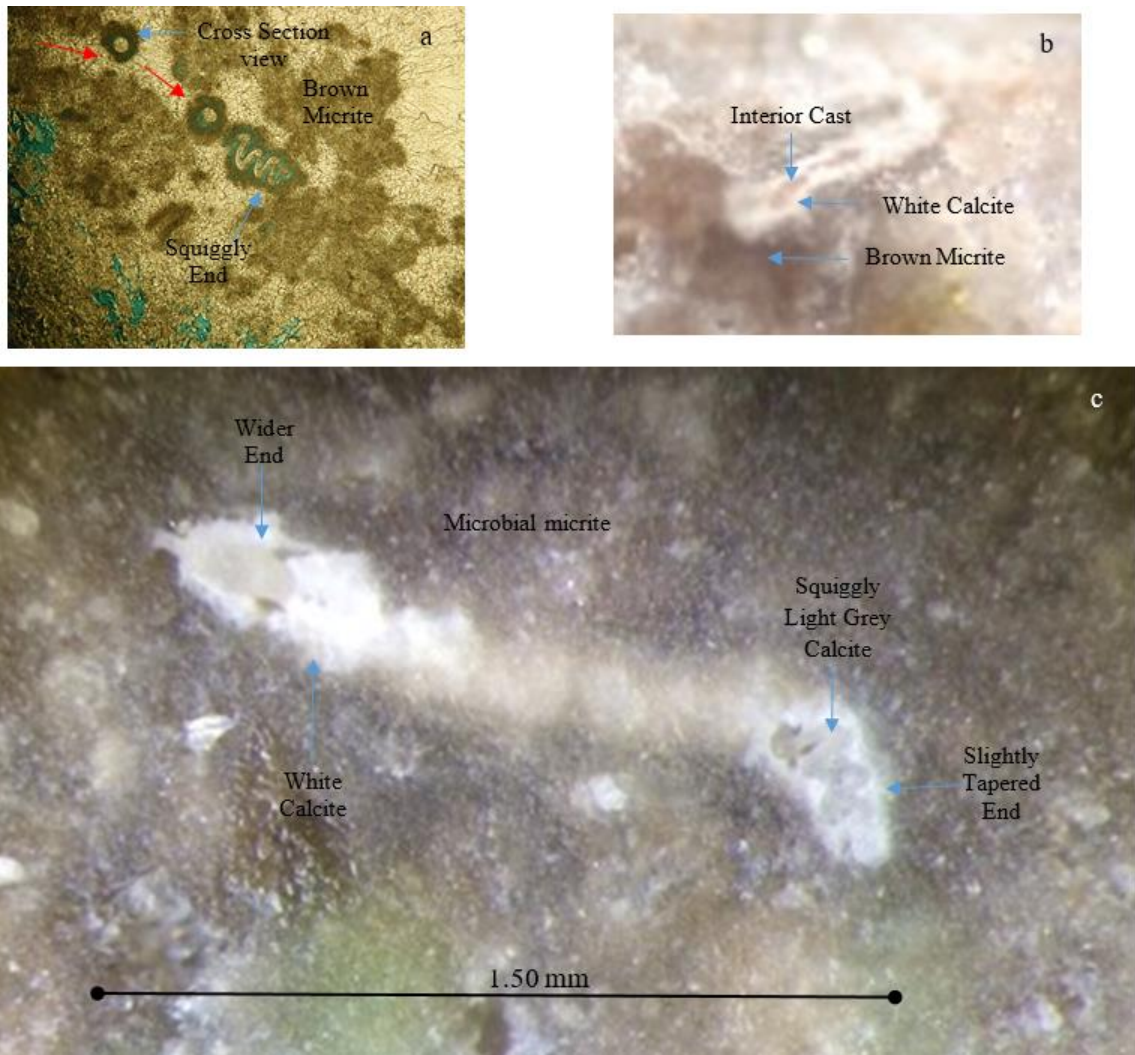 a
Cross Section
view
Brown
Micrite
Squiggly
End
b
Interior Cast
White Calcite
Brown Micrite
c
Wider
End
Microbial micrite
Squiggly
Light Grey
Calcite
White
Calcite
Slightly
Tapered
End
1.50 mm